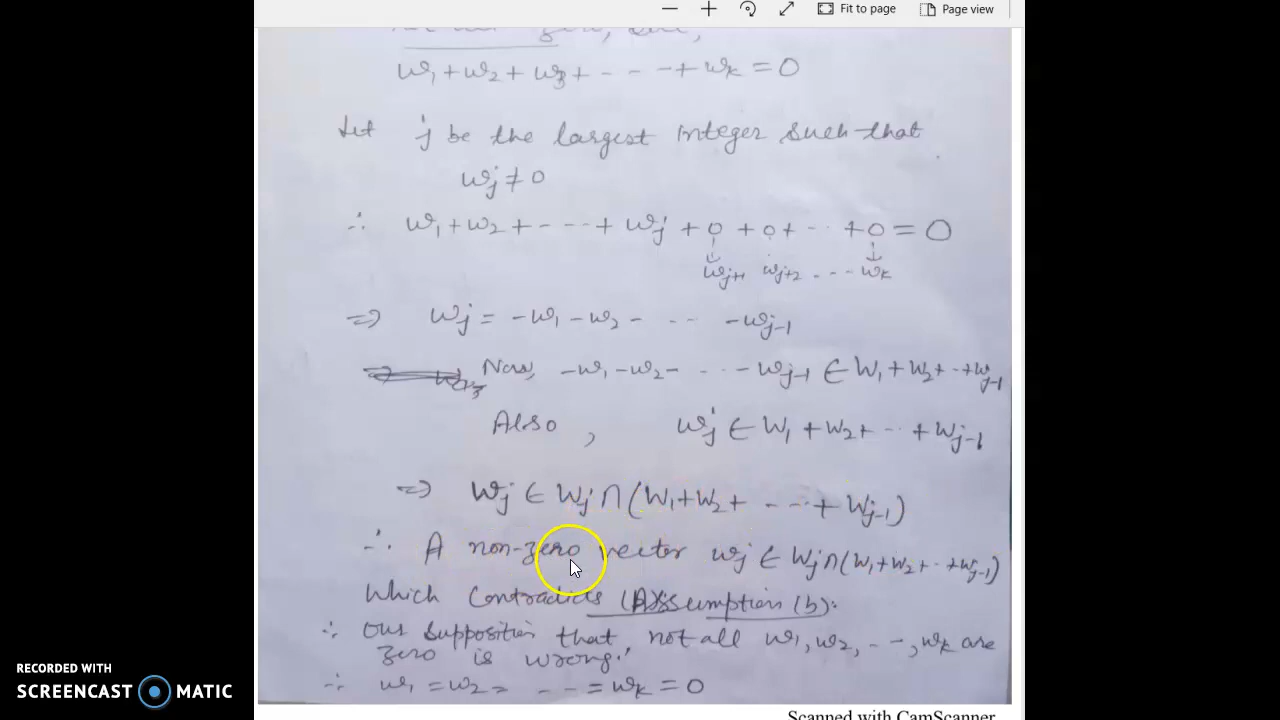 Fit to page Page view
w1 + w2 + w3 + - - - + wk = 0
Let j be the largest integer such that
wj ≠ 0
∴ w1 + w2 + - - - + wj + 0 + 0 + - - + 0 = 0
wj+1 wj+2 - - - wk
⇒ wj = -w1 - w2 - - - - wj-1
Now, -w1 - w2 - - - - wj-1 ∈ W1 + W2 + - - + Wj-1
Also, wj ∈ W1 + W2 + - - + Wj-1
⇒ wj ∈ Wj ∩ (W1 + W2 + - - - + Wj-1)
∴ A non-zero vector wj ∈ Wj ∩ (W1 + W2 + - - + Wj-1)
Which contradicts Assumption (b).
∴ Our supposition that not all w1, w2, - -, wk are
zero is wrong.
∴ w1 = w2 = - - - = wk = 0
RECORDED WITH
SCREENCAST MATIC
Scanned with CamScanner